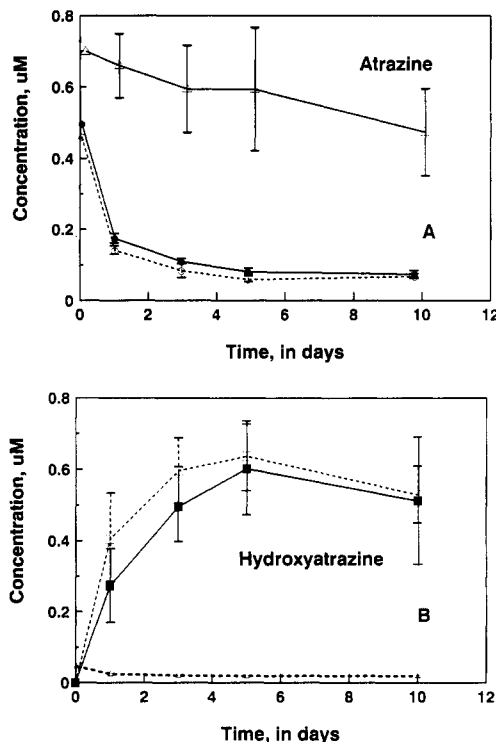 0.8
0.6
0.4
0.2
0
Concentration, uM
Atrazine
A
0 2 4 6 8 10 12
Time, in days
0.8
0.6
0.4
0.2
0
Concentration, uM
Hydroxyatrazine
B
0 2 4 6 8 10 12
Time, in days